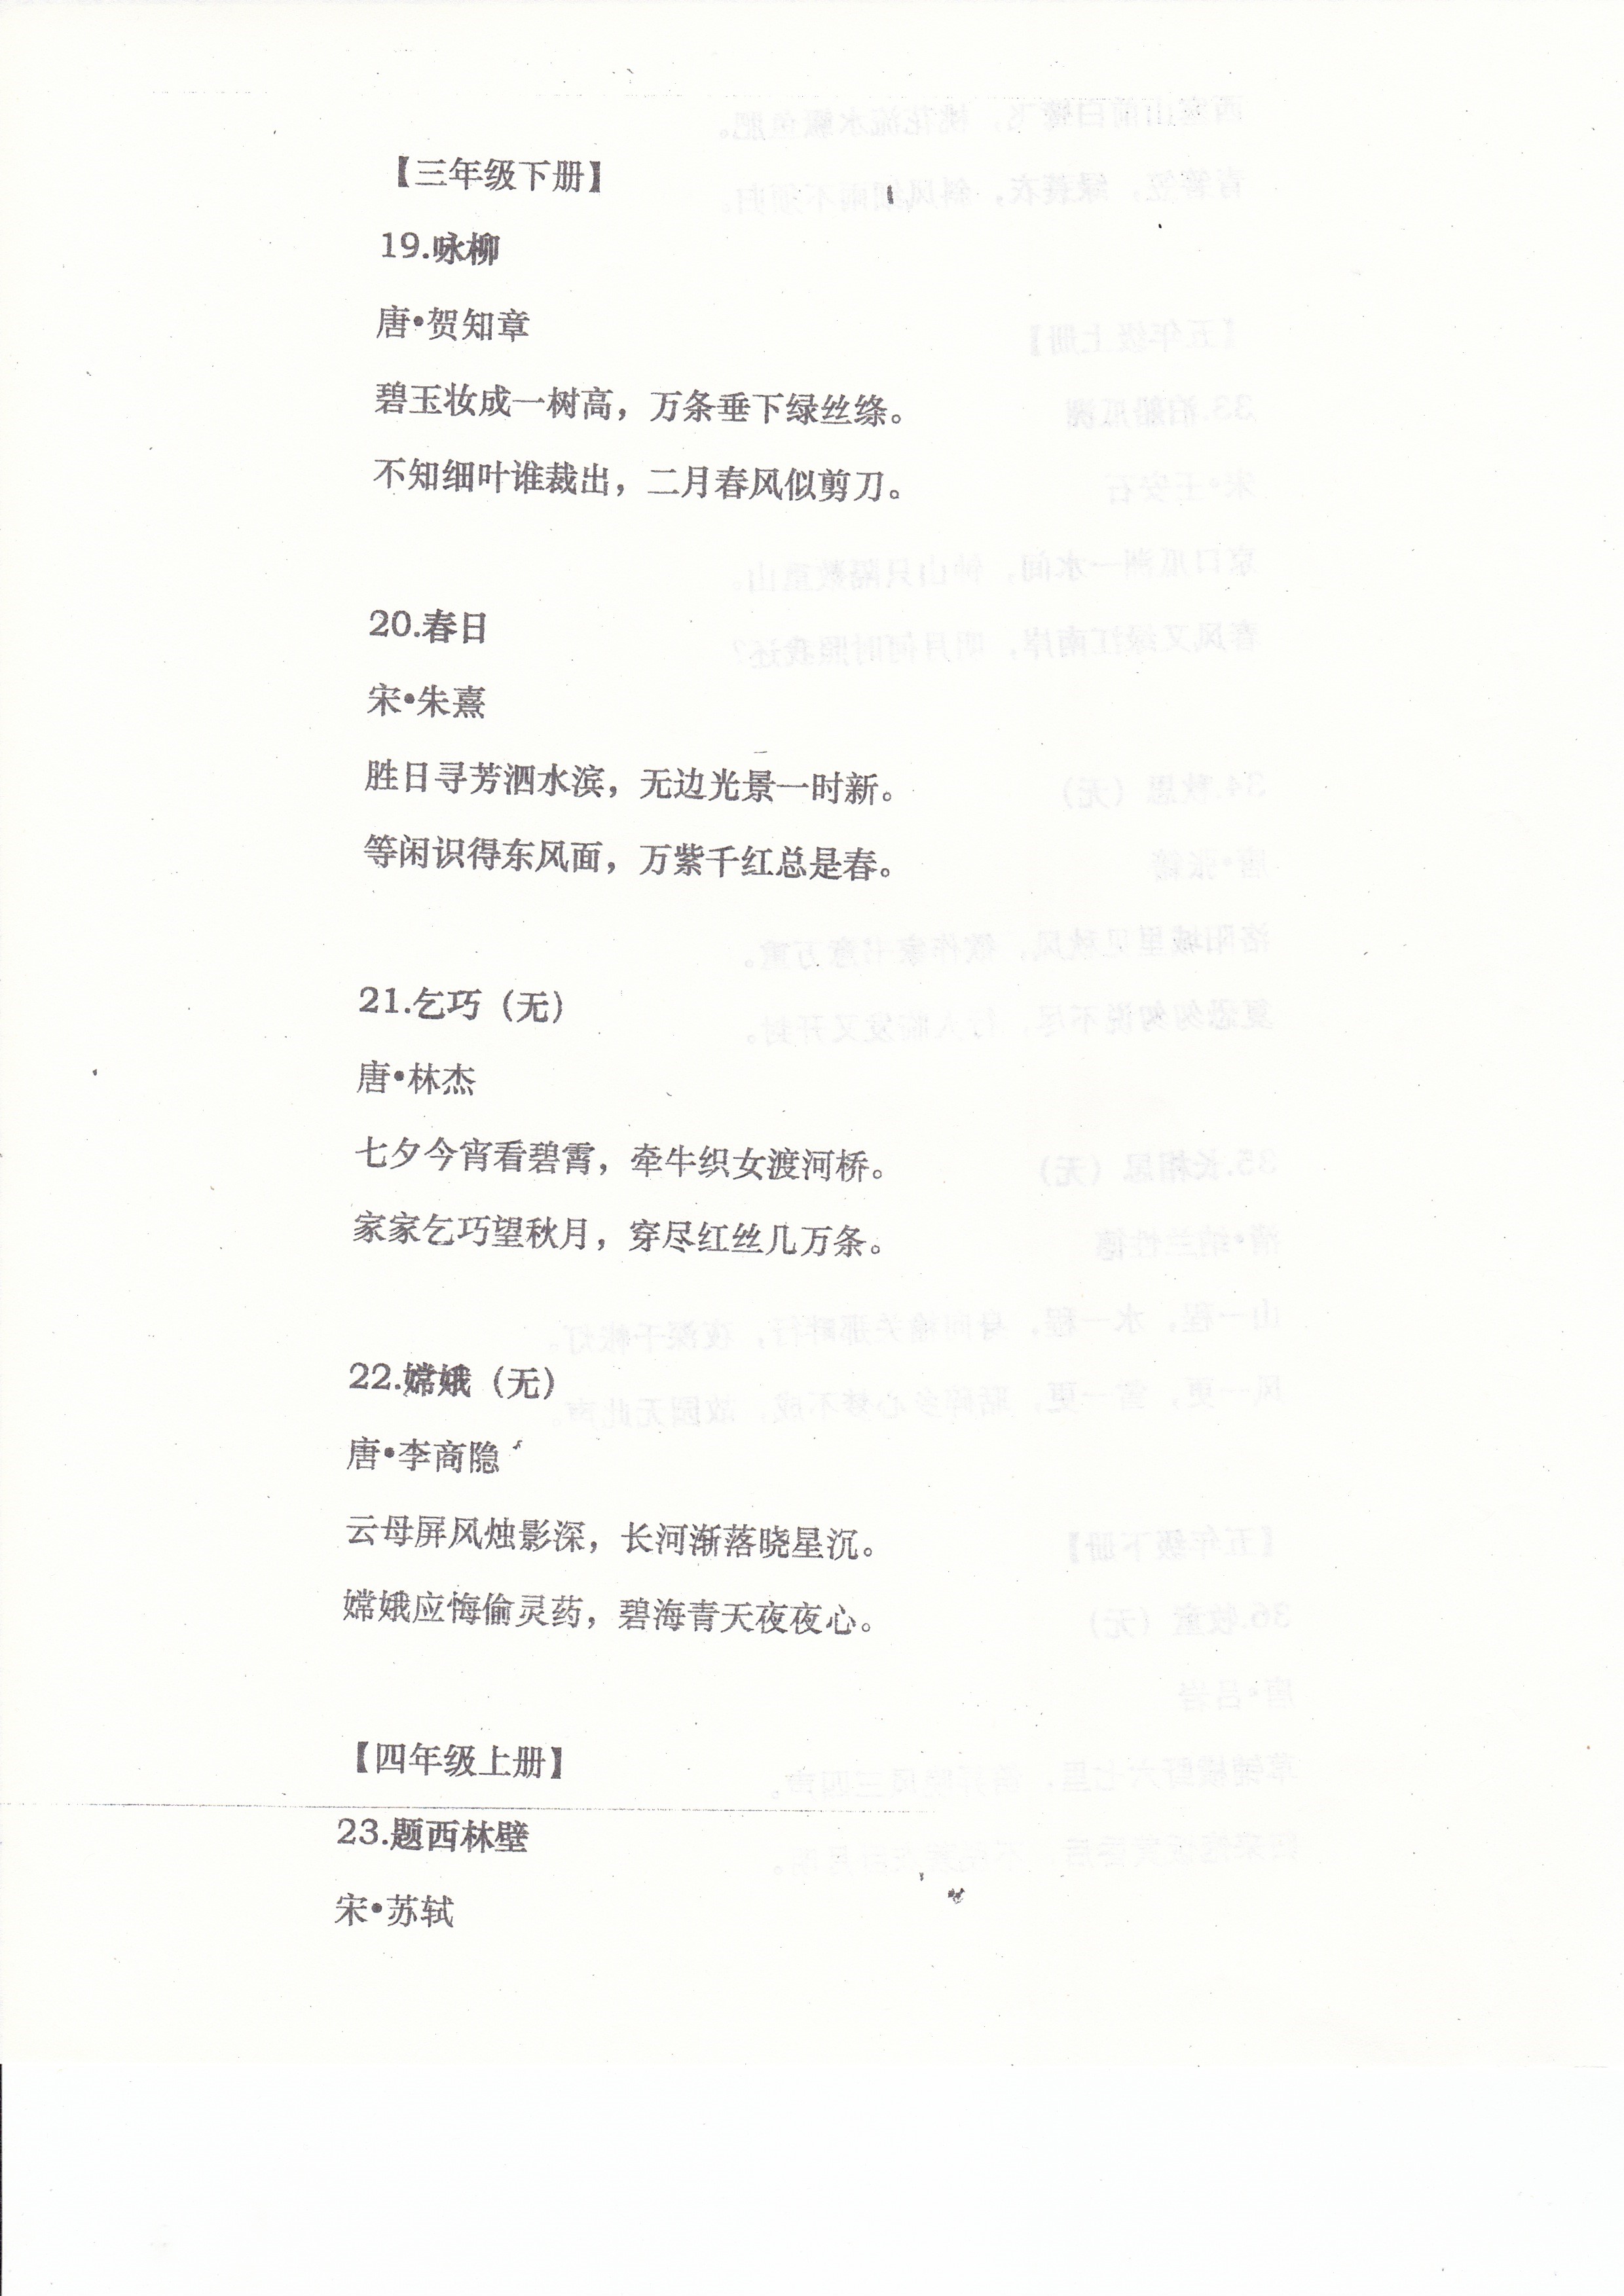 【三年级下册】
19.咏柳
唐•贺知章
碧玉妆成一树高，万条垂下绿丝绦。
不知细叶谁裁出，二月春风似剪刀。
20.春日
宋•朱熹
胜日寻芳泗水滨，无边光景一时新。
等闲识得东风面，万紫千红总是春。
21.乞巧（无）
唐•林杰
七夕今宵看碧霄，牵牛织女渡河桥。
家家乞巧望秋月，穿尽红丝几万条。
22.嫦娥（无）
唐•李商隐
云母屏风烛影深，长河渐落晓星沉。
嫦娥应悔偷灵药，碧海青天夜夜心。
【四年级上册】
23.题西林壁
宋•苏轼